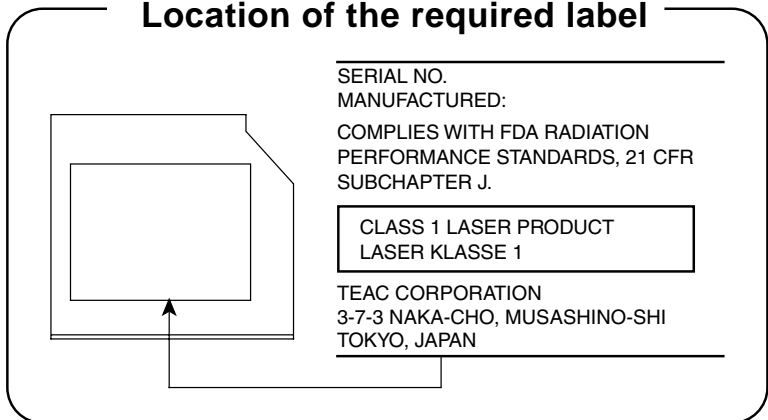 Location of the required label
SERIAL NO.
MANUFACTURED:
COMPLIES WITH FDA RADIATION
PERFORMANCE STANDARDS, 21 CFR
SUBCHAPTER J.
CLASS 1 LASER PRODUCT
LASER KLASSE 1
TEAC CORPORATION
3-7-3 NAKA-CHO, MUSASHINO-SHI
TOKYO, JAPAN